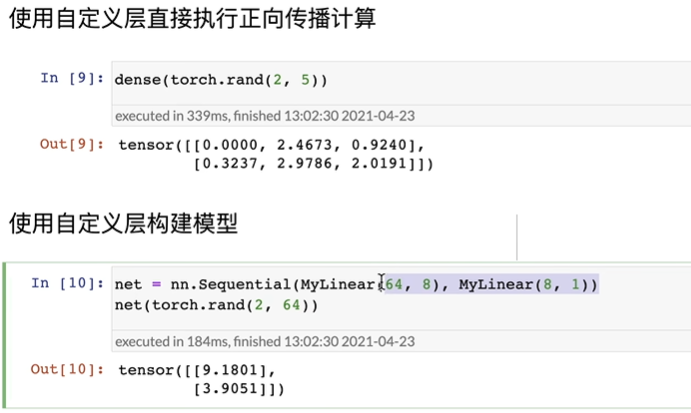 使用自定义层直接执行正向传播计算
In [9]: dense(torch.rand(2, 5))
executed in 339ms, finished 13:02:30 2021-04-23
Out[9]: tensor([[0.0000, 2.4673, 0.9240],
[0.3237, 2.9786, 2.0191]])
使用自定义层构建模型
In [10]: net = nn.Sequential(MyLinear(64, 8), MyLinear(8, 1))
net(torch.rand(2, 64))
executed in 184ms, finished 13:02:30 2021-04-23
Out[10]: tensor([[9.1801],
[3.9051]])